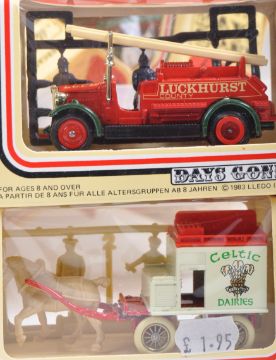 LUCKHURST
COUNTY
DAYS GON
FOR AGES 8 AND OVER
A PARTIR DE 8 ANS FÜR ALLE ALTERSGRUPPEN AB 8 JAHREN © 1983 LLEDO
Celtic
DAIRIES
£ 1.95